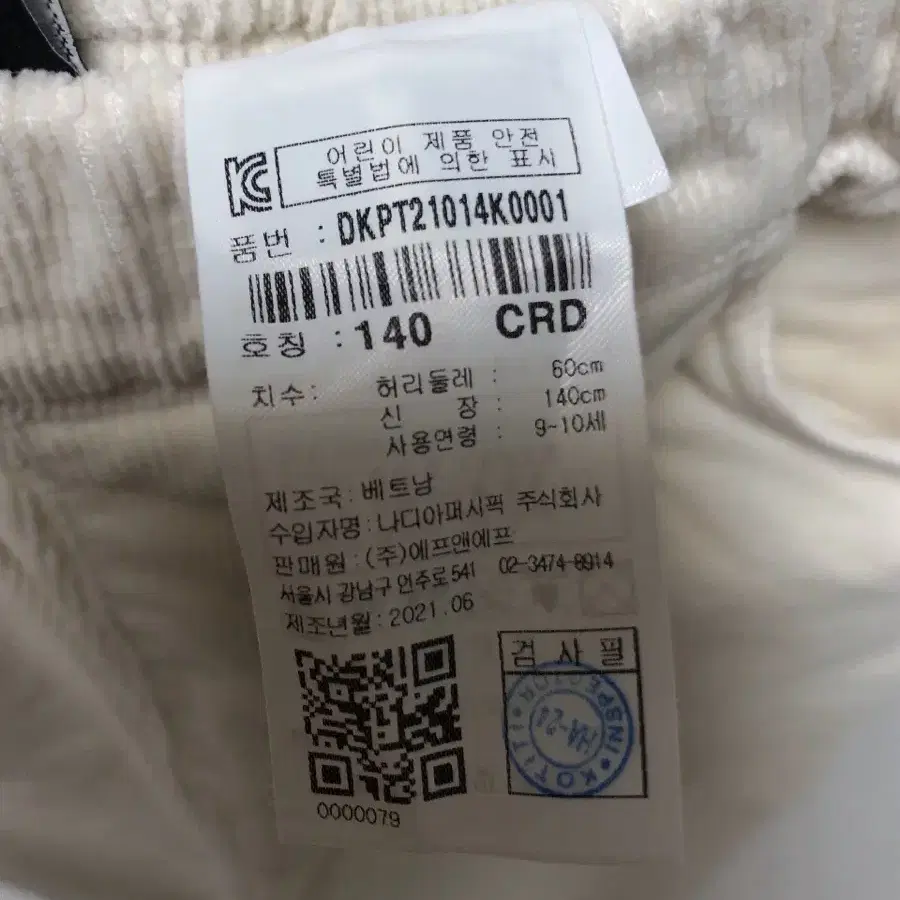 KC 어린이 제품 안전
특별법에 의한 표시
품번 : DKPT21014K0001
호칭 : 140 CRD
치수: 허리둘레 : 60cm
신 장 : 140cm
사용연령 : 9~10세
제조국: 베트남
수입자명: 나디아퍼시픽 주식회사
판매원 : (주)에프앤에프
서울시 강남구 언주로541 02-3474-8914
제조년월: 2021.06
검 사 필
KOTITI INSPECTOR
HA-24
0000079